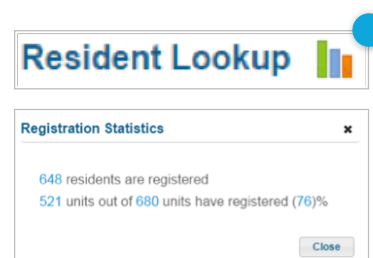 Resident Lookup
Registration Statistics ✖
648 residents are registered
521 units out of 680 units have registered (76)%
Close